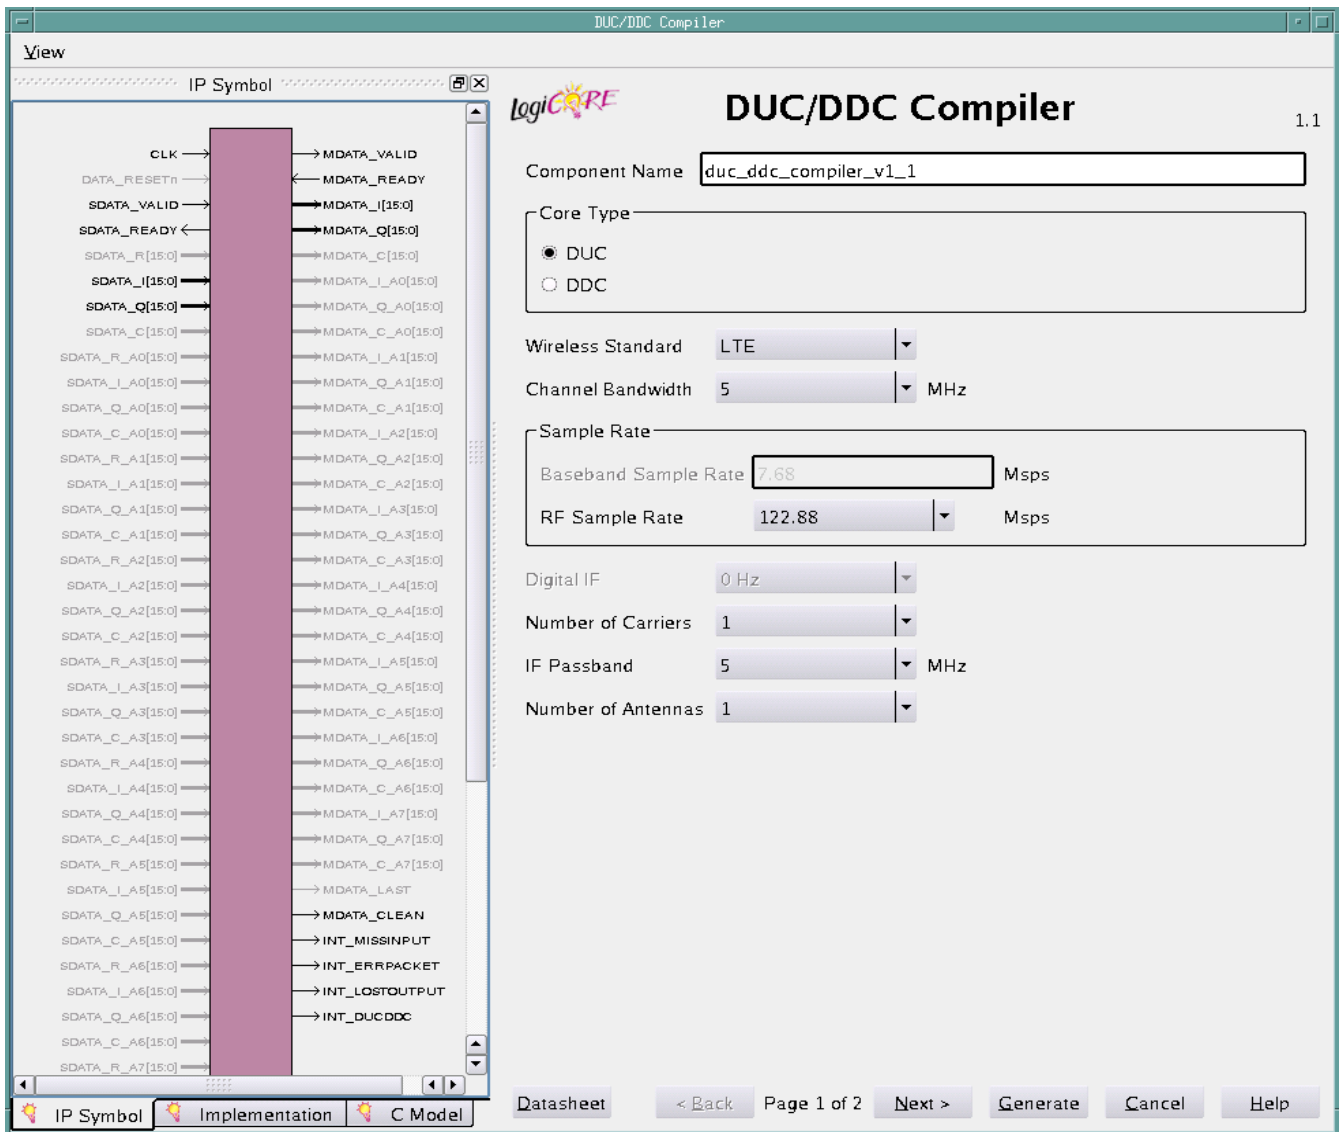 DUC/DDC Compiler
View
IP Symbol
CLK
DATA_RESETn
SDATA_VALID
SDATA_READY
SDATA_R[15:0]
SDATA_I[15:0]
SDATA_Q[15:0]
SDATA_C[15:0]
SDATA_R_A0[15:0]
SDATA_I_A0[15:0]
SDATA_Q_A0[15:0]
SDATA_C_A0[15:0]
SDATA_R_A1[15:0]
SDATA_I_A1[15:0]
SDATA_Q_A1[15:0]
SDATA_C_A1[15:0]
SDATA_R_A2[15:0]
SDATA_I_A2[15:0]
SDATA_Q_A2[15:0]
SDATA_C_A2[15:0]
SDATA_R_A3[15:0]
SDATA_I_A3[15:0]
SDATA_Q_A3[15:0]
SDATA_C_A3[15:0]
SDATA_R_A4[15:0]
SDATA_I_A4[15:0]
SDATA_Q_A4[15:0]
SDATA_C_A4[15:0]
SDATA_R_A5[15:0]
SDATA_I_A5[15:0]
SDATA_Q_A5[15:0]
SDATA_C_A5[15:0]
SDATA_R_A6[15:0]
SDATA_I_A6[15:0]
SDATA_Q_A6[15:0]
SDATA_C_A6[15:0]
SDATA_R_A7[15:0]
MDATA_VALID
MDATA_READY
MDATA_I[15:0]
MDATA_Q[15:0]
MDATA_C[15:0]
MDATA_I_A0[15:0]
MDATA_Q_A0[15:0]
MDATA_C_A0[15:0]
MDATA_I_A1[15:0]
MDATA_Q_A1[15:0]
MDATA_C_A1[15:0]
MDATA_I_A2[15:0]
MDATA_Q_A2[15:0]
MDATA_C_A2[15:0]
MDATA_I_A3[15:0]
MDATA_Q_A3[15:0]
MDATA_C_A3[15:0]
MDATA_I_A4[15:0]
MDATA_Q_A4[15:0]
MDATA_C_A4[15:0]
MDATA_I_A5[15:0]
MDATA_Q_A5[15:0]
MDATA_C_A5[15:0]
MDATA_I_A6[15:0]
MDATA_Q_A6[15:0]
MDATA_C_A6[15:0]
MDATA_I_A7[15:0]
MDATA_Q_A7[15:0]
MDATA_C_A7[15:0]
MDATA_LAST
MDATA_CLEAN
INT_MISSINPUT
INT_ERRPACKET
INT_LOSTOUTPUT
INT_DUCDDC
IP Symbol Implementation C Model
LogiCORE
DUC/DDC Compiler
1.1
Component Name duc_ddc_compiler_v1_1
Core Type
DUC
DDC
Wireless Standard LTE
Channel Bandwidth 5 MHz
Sample Rate
Baseband Sample Rate 7.68 Msps
RF Sample Rate 122.88 Msps
Digital IF 0 Hz
Number of Carriers 1
IF Passband 5 MHz
Number of Antennas 1
Datasheet < Back Page 1 of 2 Next > Generate Cancel Help